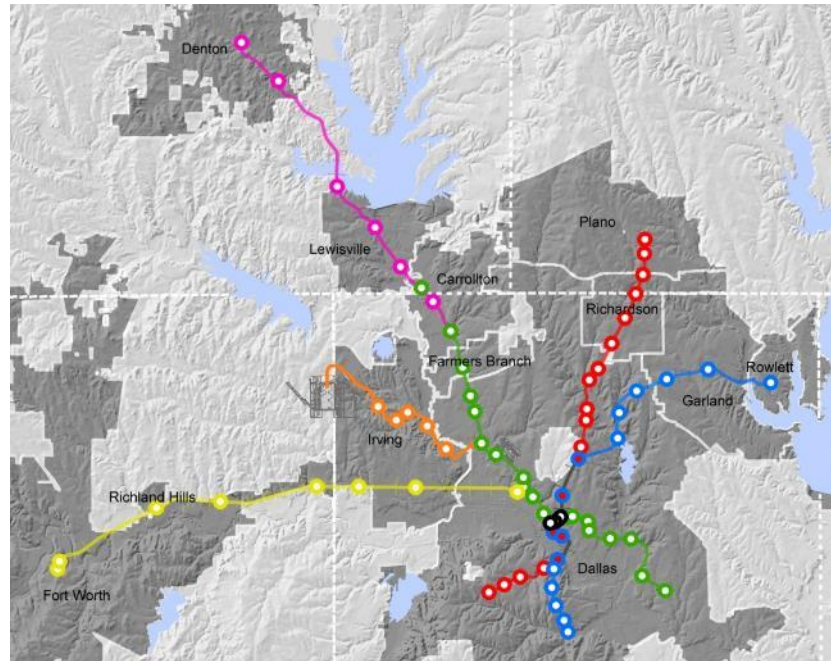 Denton
Plano
Lewisville
Carrollton
Richardson
Farmers Branch
Rowlett
Garland
Irving
Richland Hills
Dallas
Fort Worth